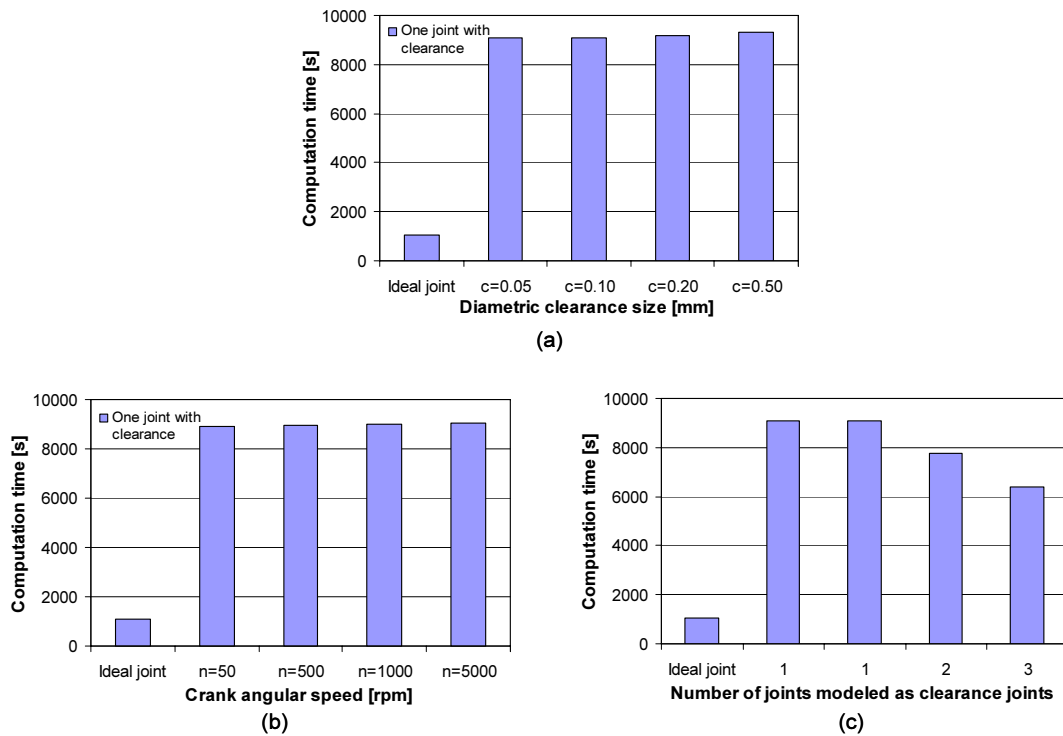 10000
8000
6000
4000
2000
0
Computation time [s]
One joint with
clearance
Ideal joint c=0.05 c=0.10 c=0.20 c=0.50
Diametric clearance size [mm]
(a)
10000
8000
6000
4000
2000
0
Computation time [s]
One joint with
clearance
Ideal joint n=50 n=500 n=1000 n=5000
Crank angular speed [rpm]
(b)
10000
8000
6000
4000
2000
0
Computation time [s]
Ideal joint 1 1 2 3
Number of joints modeled as clearance joints
(c)